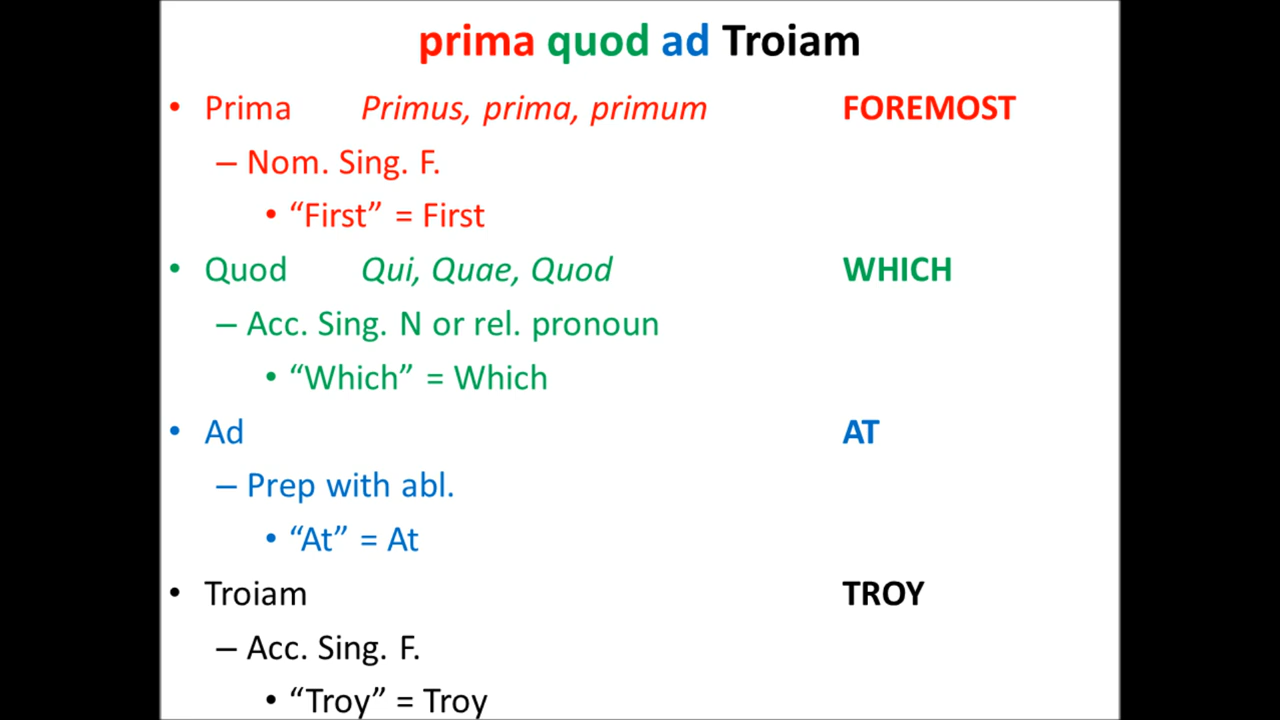 prima quod ad Troiam
• Prima Primus, prima, primum FOREMOST
– Nom. Sing. F.
• “First” = First
• Quod Qui, Quae, Quod WHICH
– Acc. Sing. N or rel. pronoun
• “Which” = Which
• Ad AT
– Prep with abl.
• “At” = At
• Troiam TROY
– Acc. Sing. F.
• “Troy” = Troy